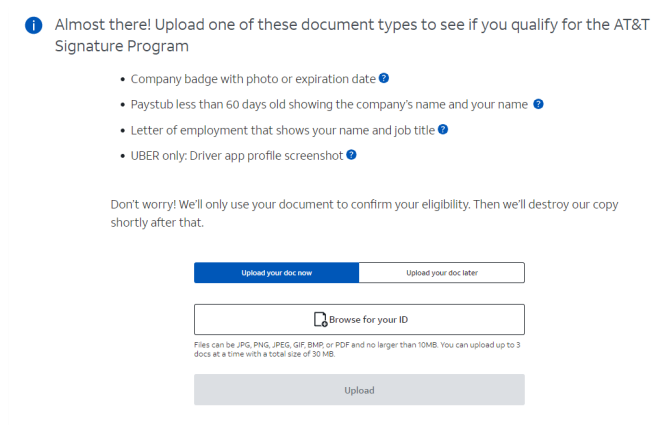 Almost there! Upload one of these document types to see if you qualify for the AT&T
Signature Program
• Company badge with photo or expiration date
• Paystub less than 60 days old showing the company's name and your name
• Letter of employment that shows your name and job title
• UBER only: Driver app profile screenshot
Don't worry! We'll only use your document to confirm your eligibility. Then we'll destroy our copy
shortly after that.
Upload your doc now
Upload your doc later
Browse for your ID
Files can be JPG, PNG, JPEG, GIF, BMP, or PDF and no larger than 10MB. You can upload up to 3
docs at a time with a total size of 30 MB.
Upload